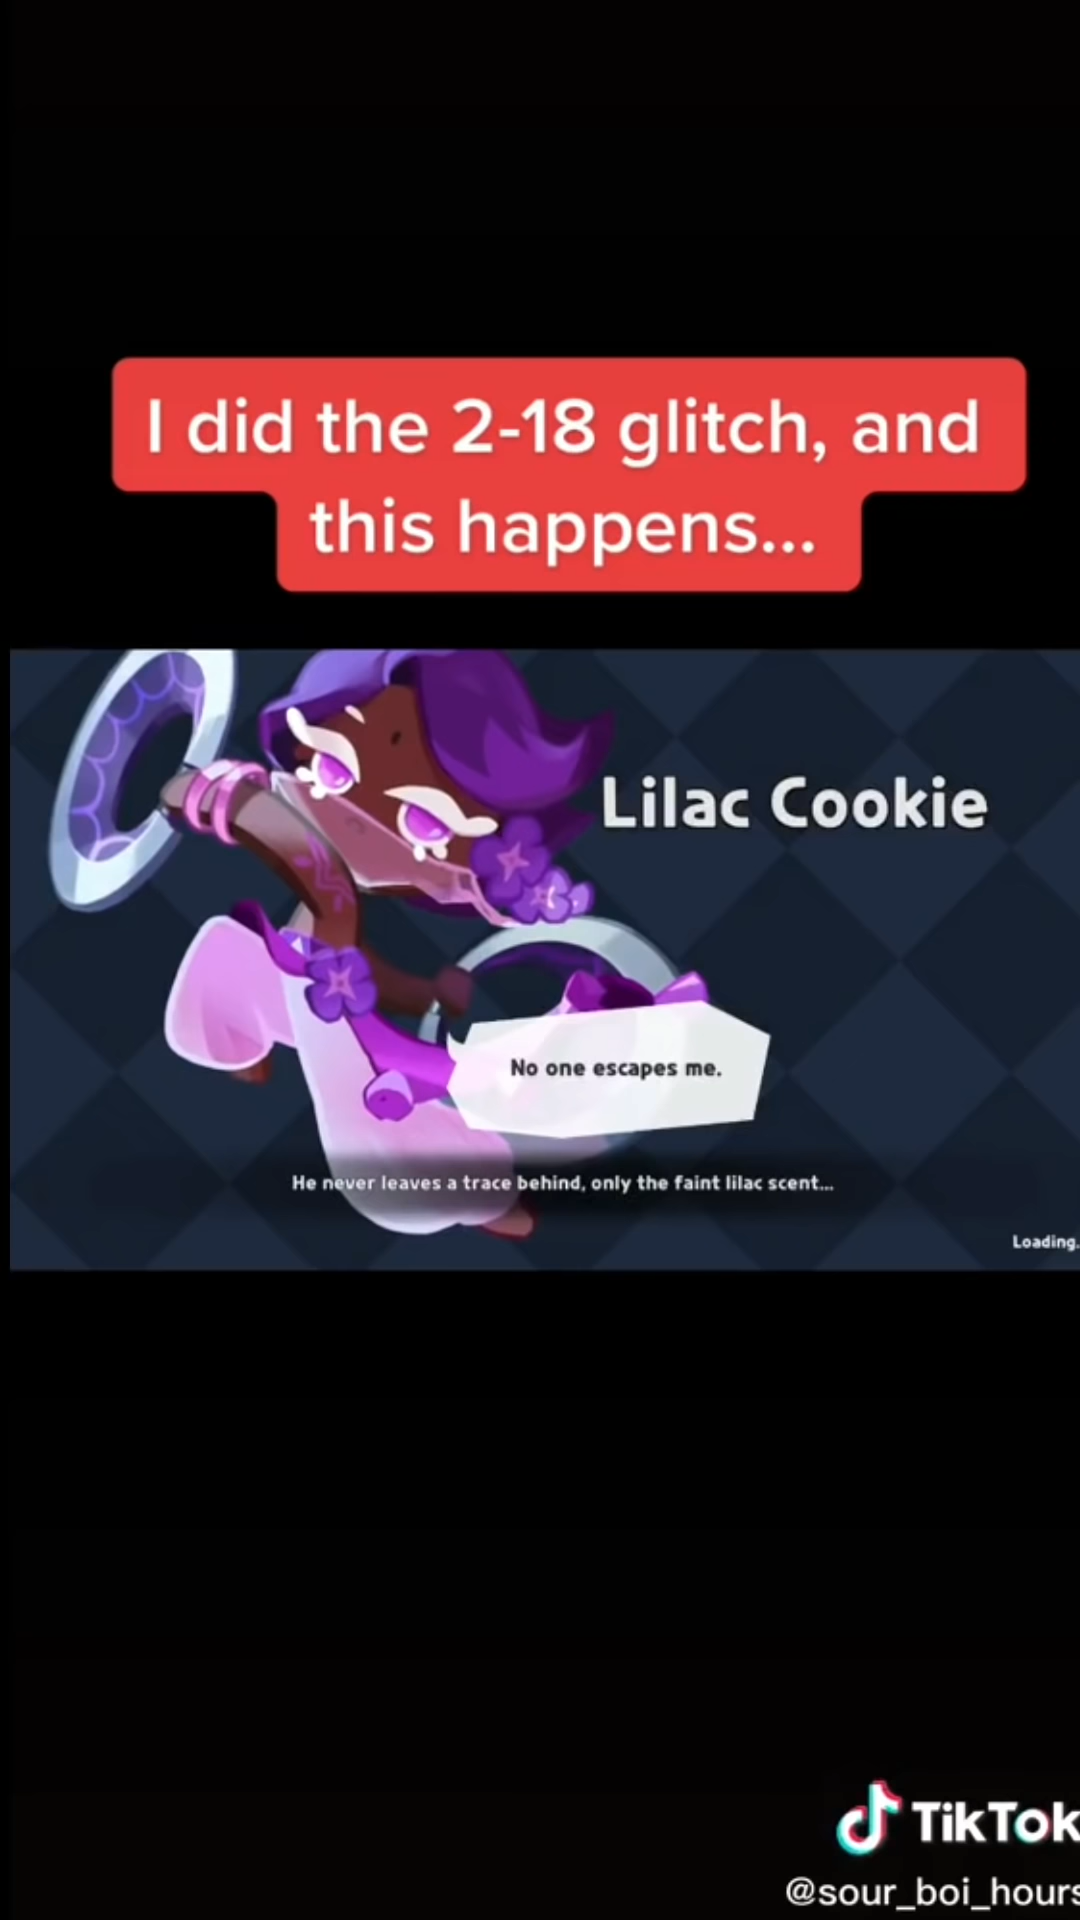 I did the 2-18 glitch, and
this happens...
Lilac Cookie
No one escapes me.
He never leaves a trace behind, only the faint lilac scent...
Loading.
TikTok
@sour_boi_hours